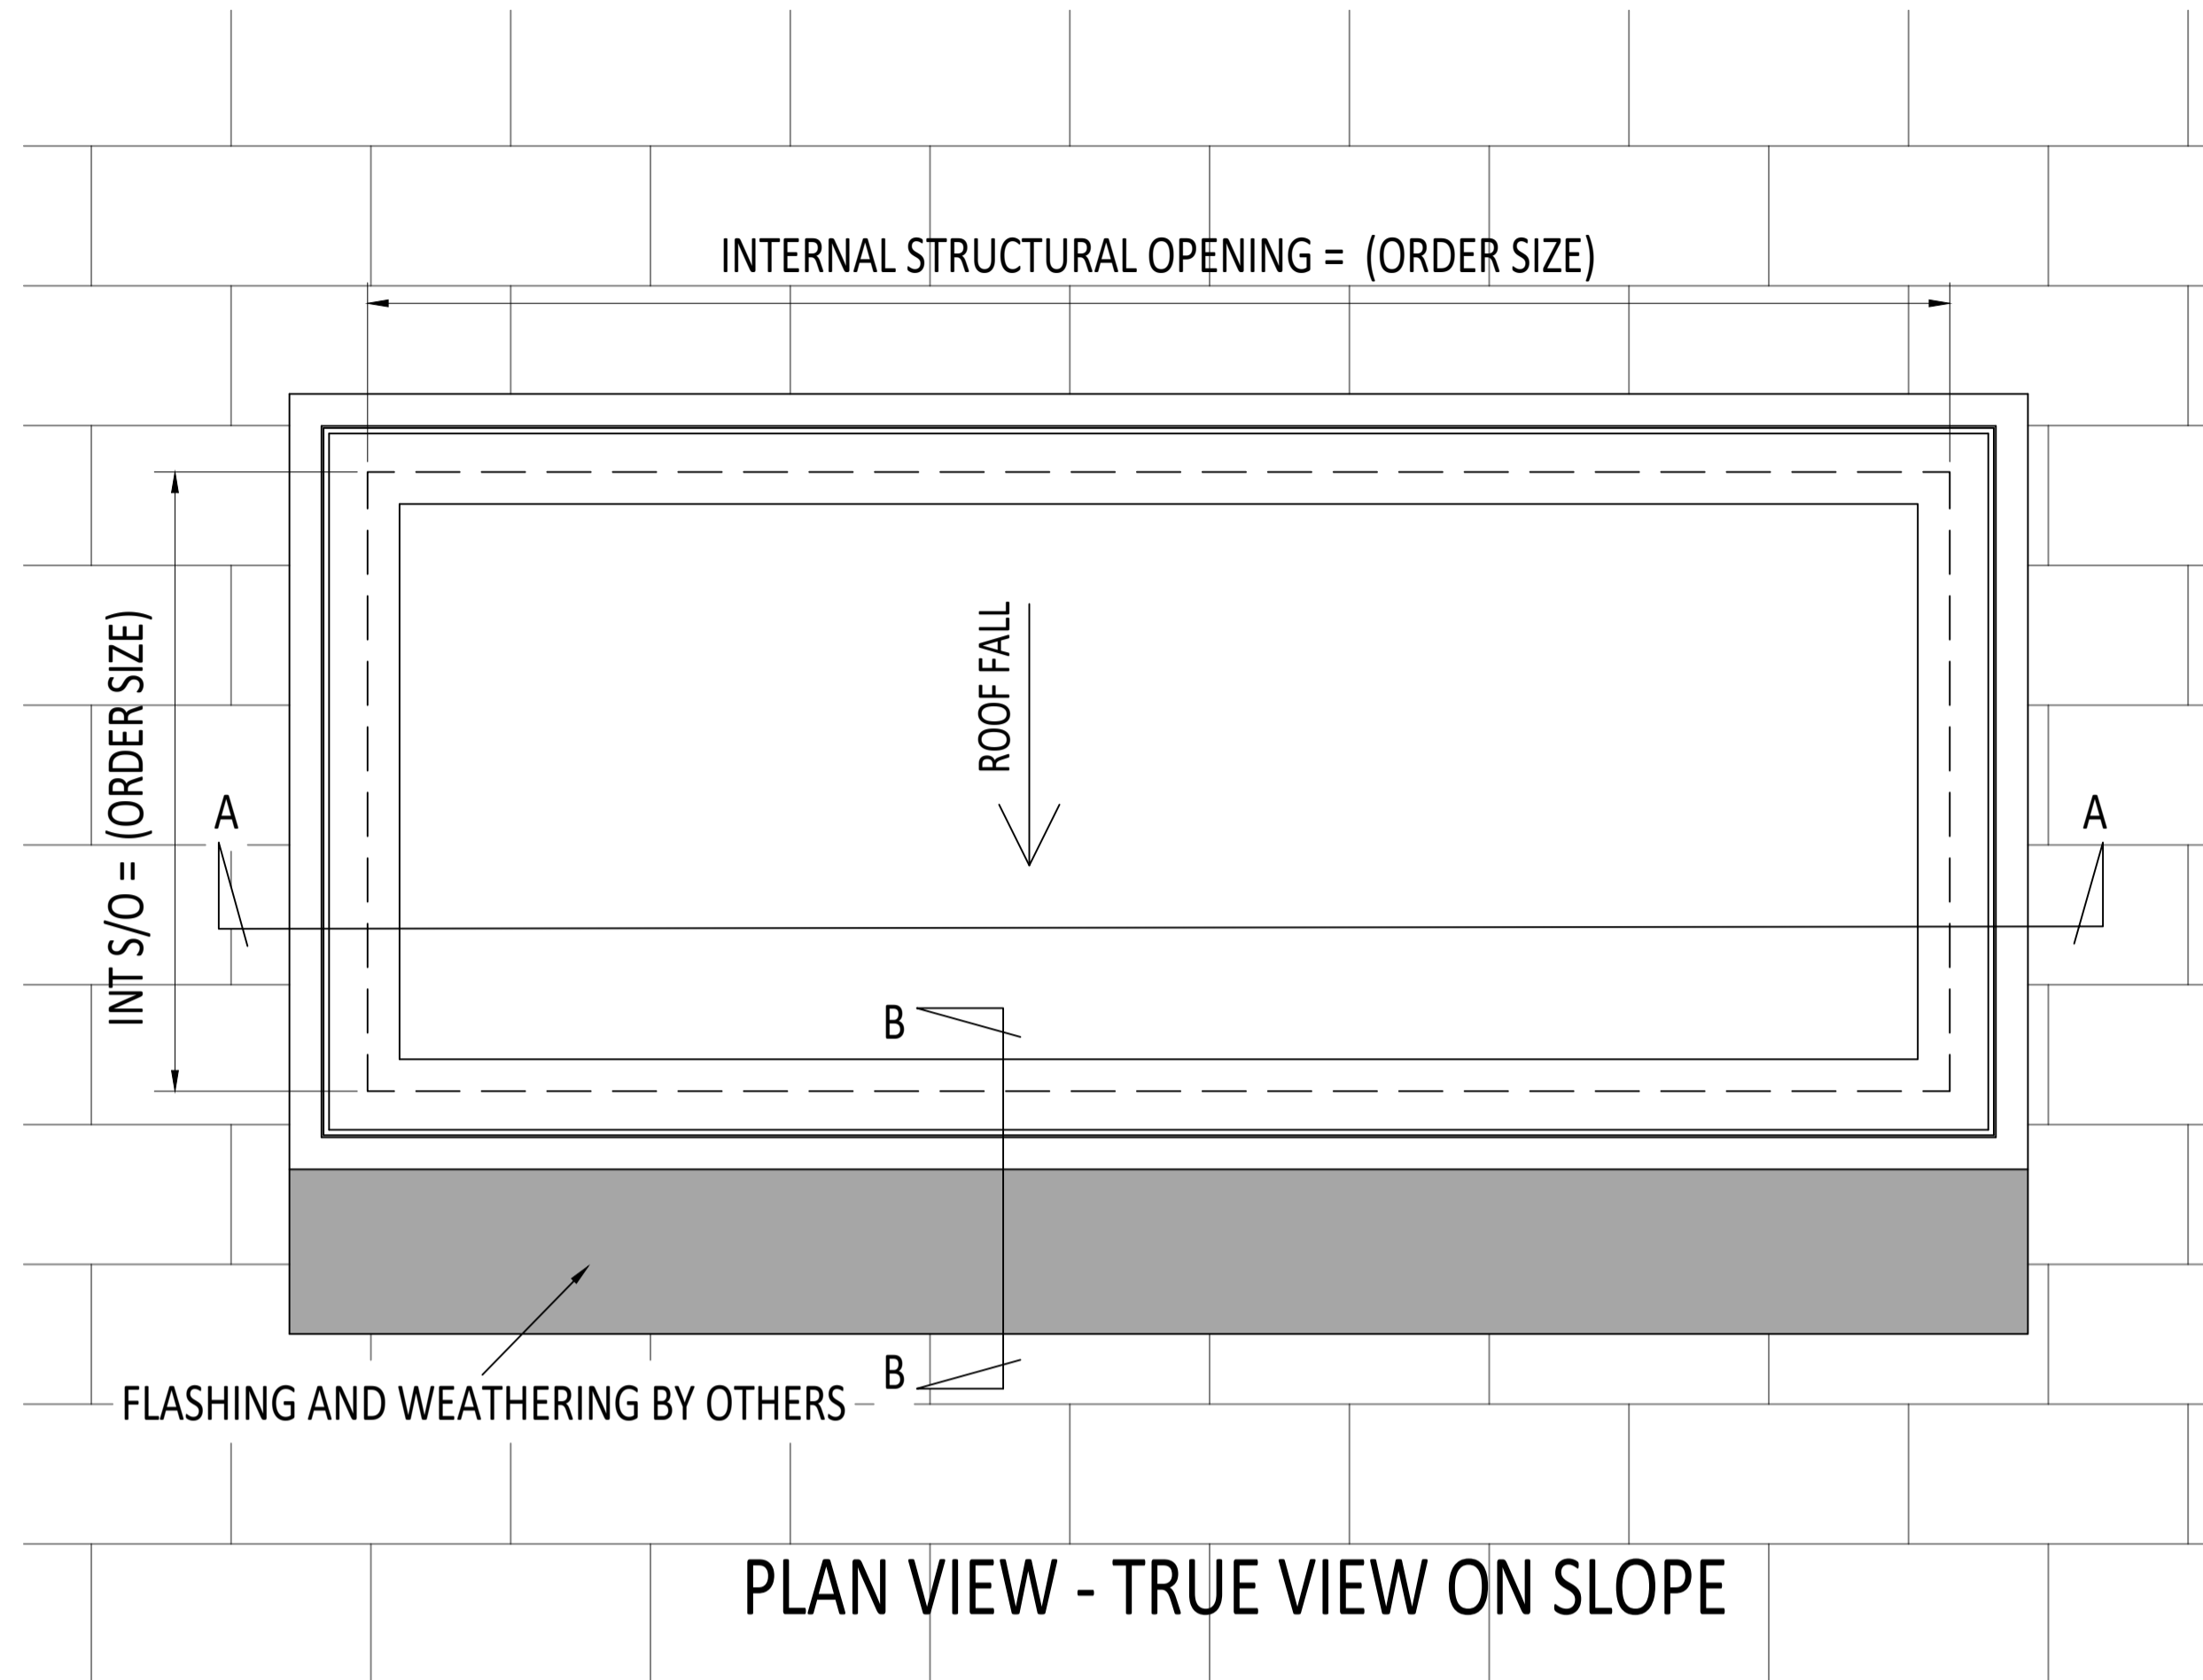 INTERNAL STRUCTURAL OPENING = (ORDER SIZE)
INT S/O = (ORDER SIZE)
ROOF FALL
A
A
B
B
FLASHING AND WEATHERING BY OTHERS
PLAN VIEW - TRUE VIEW ON SLOPE